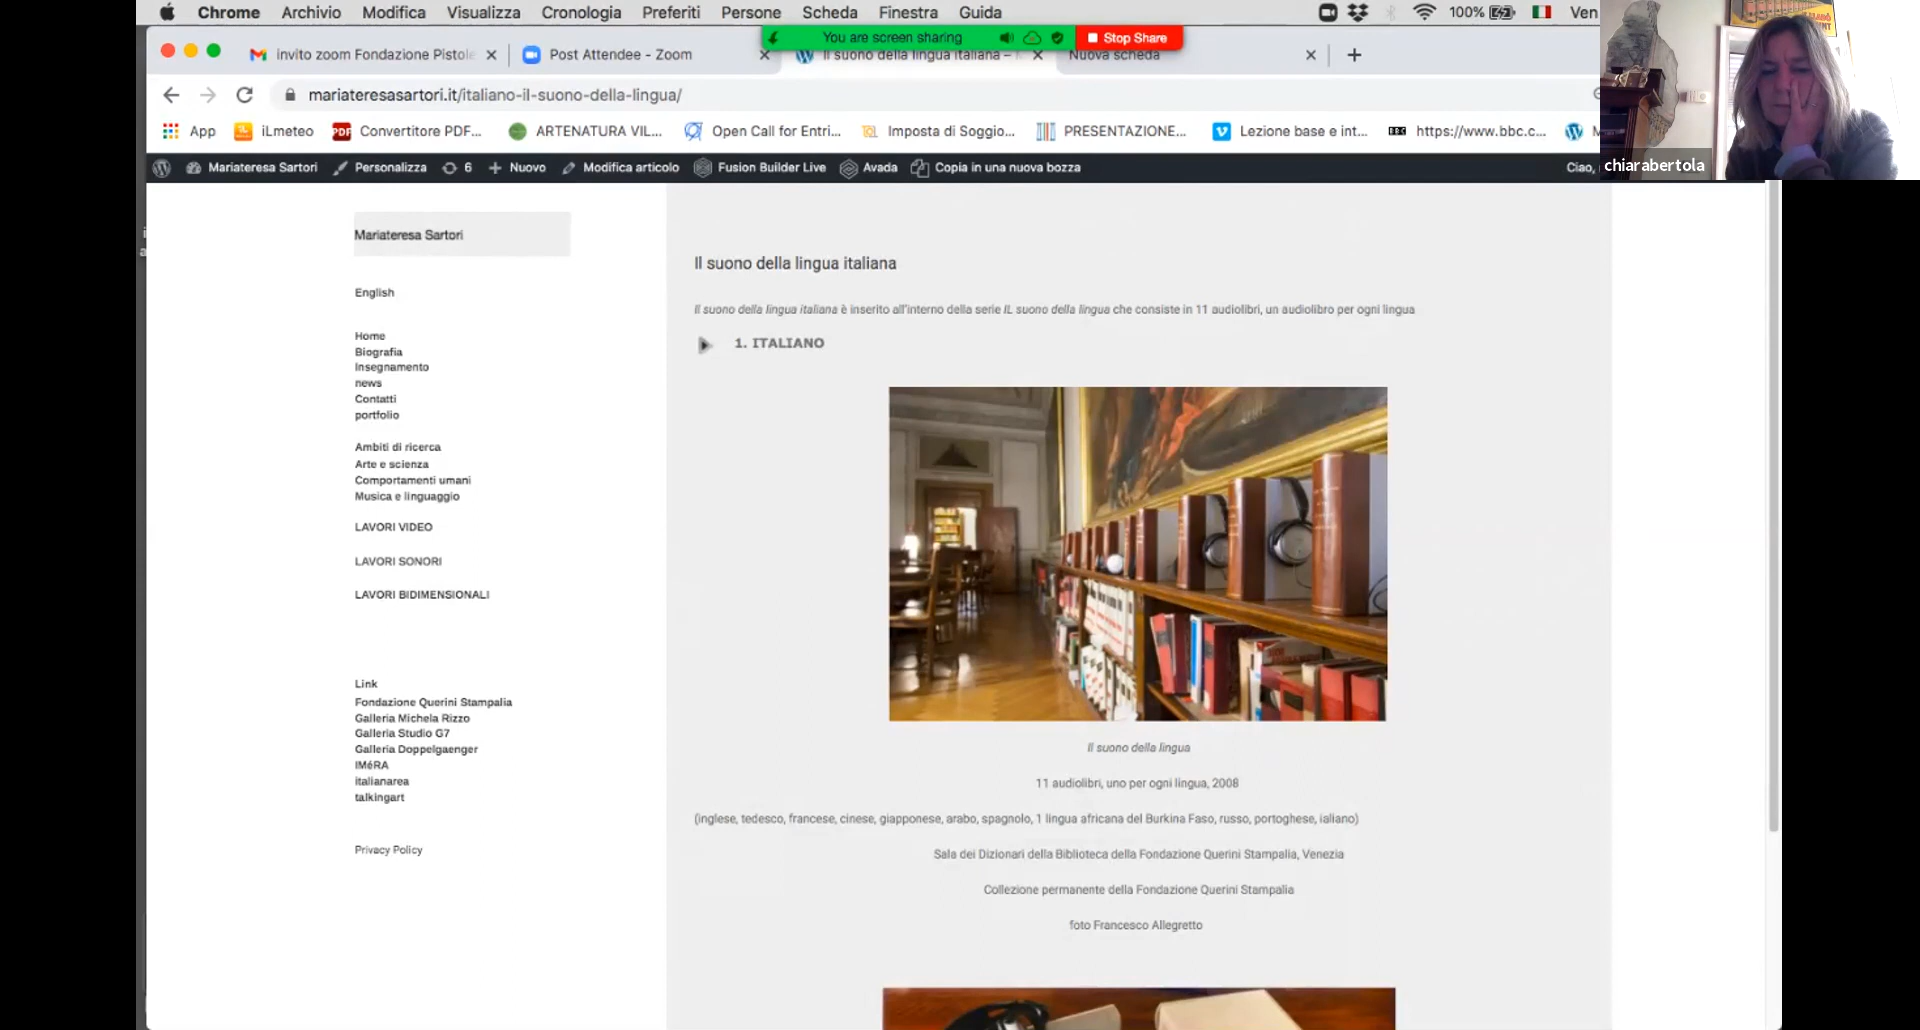 Chrome Archivio Modifica Visualizza Cronologia Preferiti Persone Scheda Finestra Guida 100% Ven
You are screen sharing Stop Share
invito zoom Fondazione Pistole Post Attendee - Zoom Il suono della lingua italiana – Nuova scheda
mariateresasartori.it/italiano-il-suono-della-lingua/
App iLmeteo Convertitore PDF... ARTENATURA VIL... Open Call for Entri... Imposta di Soggio... PRESENTAZIONE... Lezione base e int... https://www.bbc.c...
chiarabertola
Mariateresa Sartori Personalizza 6 Nuovo Modifica articolo Fusion Builder Live Avada Copia in una nuova bozza Ciao,
Mariateresa Sartori
English
Home
Biografia
Insegnamento
news
Contatti
portfolio
Ambiti di ricerca
Arte e scienza
Comportamenti umani
Musica e linguaggio
LAVORI VIDEO
LAVORI SONORI
LAVORI BIDIMENSIONALI
Link
Fondazione Querini Stampalia
Galleria Michela Rizzo
Galleria Studio G7
Galleria Doppelgaenger
IMéRA
italianarea
talkingart
Privacy Policy
Il suono della lingua italiana
Il suono della lingua italiana è inserito all'interno della serie IL suono della lingua che consiste in 11 audiolibri, un audiolibro per ogni lingua
1. ITALIANO
Il suono della lingua
11 audiolibri, uno per ogni lingua, 2008
(inglese, tedesco, francese, cinese, giapponese, arabo, spagnolo, 1 lingua africana del Burkina Faso, russo, portoghese, ialiano)
Sala dei Dizionari della Biblioteca della Fondazione Querini Stampalia, Venezia
Collezione permanente della Fondazione Querini Stampalia
foto Francesco Allegretto